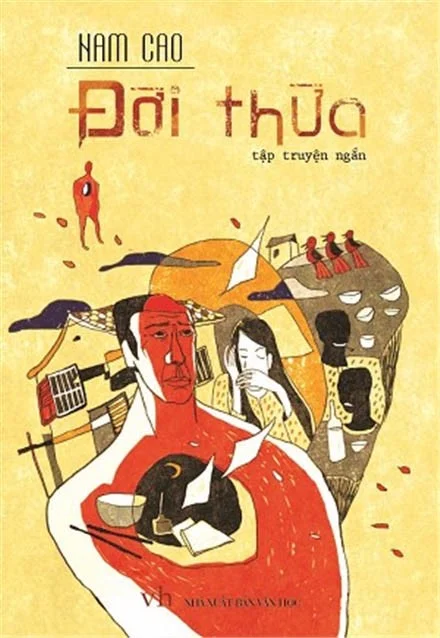 NAM CAO
Đời thừa
tập truyện ngắn
vh NHÀ XUẤT BẢN VĂN HỌC